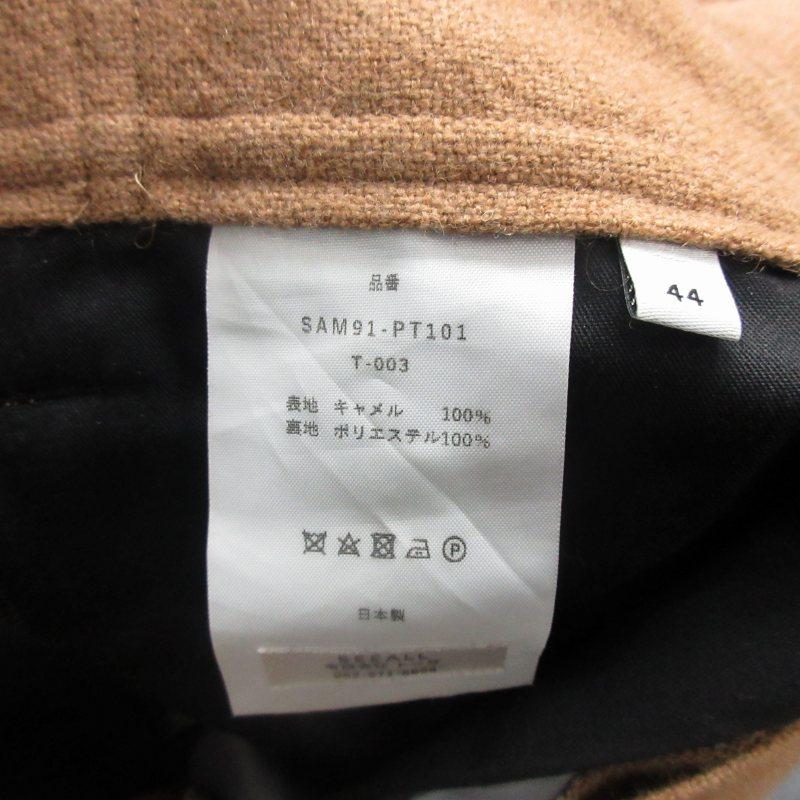 品番
SAM91-PT101
T-003
表地 キャメル 100%
裏地 ポリエステル100%
P
日本製
44